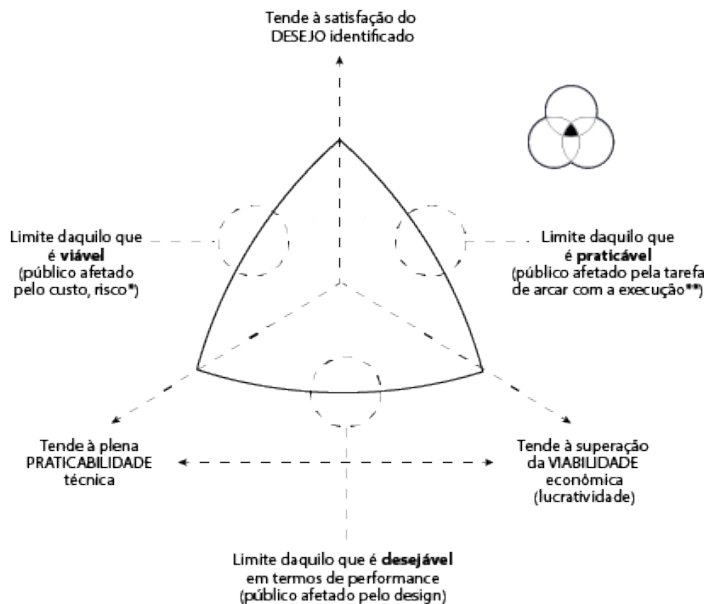 Tende à satisfação do
DESEJO identificado
Limite daquilo que
é viável
(público afetado
pelo custo, risco*)
Limite daquilo que
é praticável
(público afetado pela tarefa
de arcar com a execução**)
Tende à plena
PRATICABILIDADE
técnica
Tende à superação
da VIABILIDADE
econômica
(lucratividade)
Limite daquilo que é desejável
em termos de performance
(público afetado pelo design)